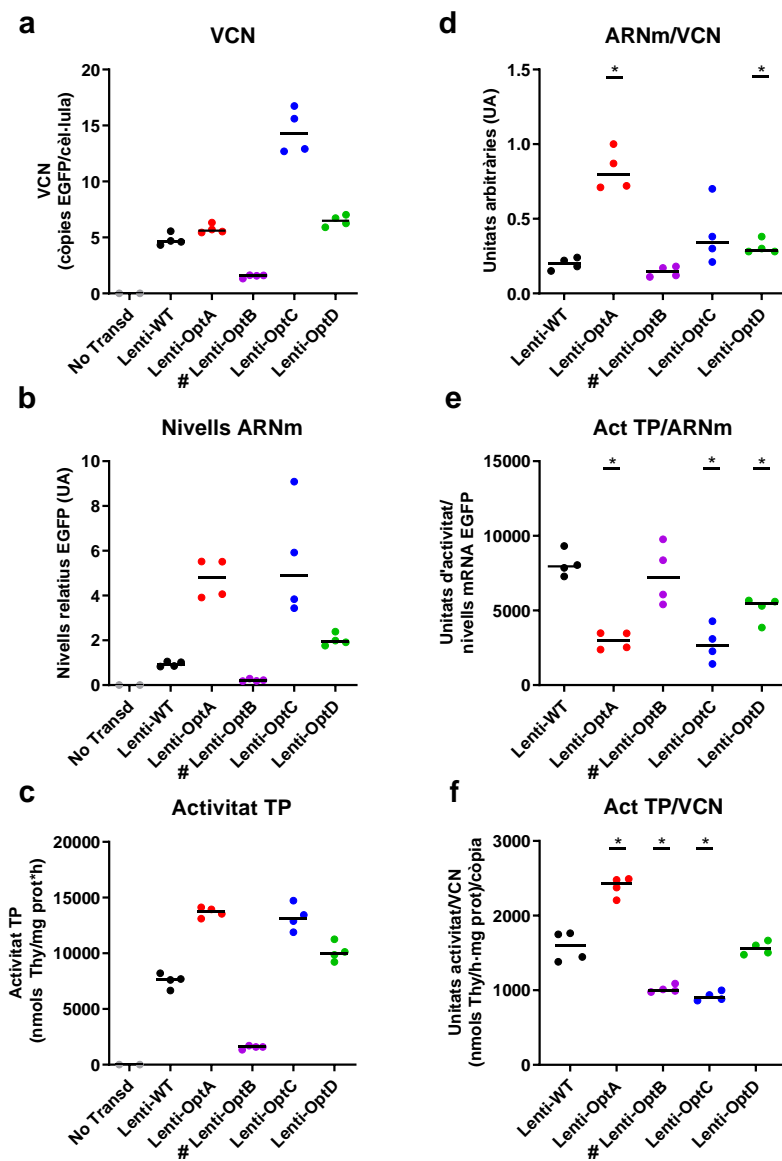 a
VCN
VCN
(còpies EGFP/cèl·lula)
20
15
10
5
0
No Transd
Lenti-WT
Lenti-OptA
# Lenti-OptB
Lenti-OptC
Lenti-OptD
b
Nivells ARNm
Nivells relatius EGFP (UA)
10
8
6
4
2
0
No Transd
Lenti-WT
Lenti-OptA
# Lenti-OptB
Lenti-OptC
Lenti-OptD
c
Activitat TP
Activitat TP
(nmols Thy/mg prot*h)
20000
15000
10000
5000
0
No Transd
Lenti-WT
Lenti-OptA
# Lenti-OptB
Lenti-OptC
Lenti-OptD
d
ARNm/VCN
Unitats arbitràries (UA)
1.5
1.0
0.5
0.0
* *
Lenti-WT
Lenti-OptA
# Lenti-OptB
Lenti-OptC
Lenti-OptD
e
Act TP/ARNm
Unitats d'activitat/
nivells mRNA EGFP
15000
10000
5000
0
* * *
Lenti-WT
Lenti-OptA
# Lenti-OptB
Lenti-OptC
Lenti-OptD
f
Act TP/VCN
Unitats activitat/VCN
(nmols Thy/h·mg prot)/còpia
3000
2000
1000
0
* * *
Lenti-WT
Lenti-OptA
# Lenti-OptB
Lenti-OptC
Lenti-OptD